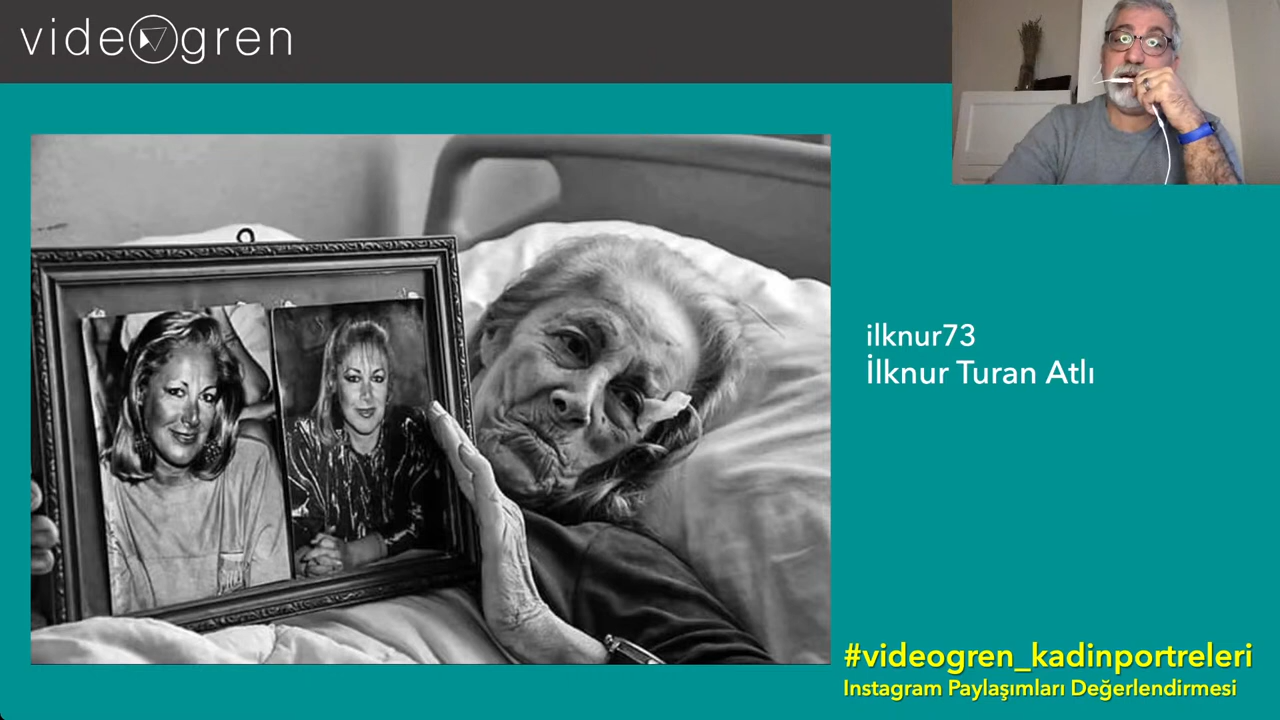 videOgren
ilknur73
İlknur Turan Atlı
#videogren_kadinportreleri
Instagram Paylaşımları Değerlendirmesi